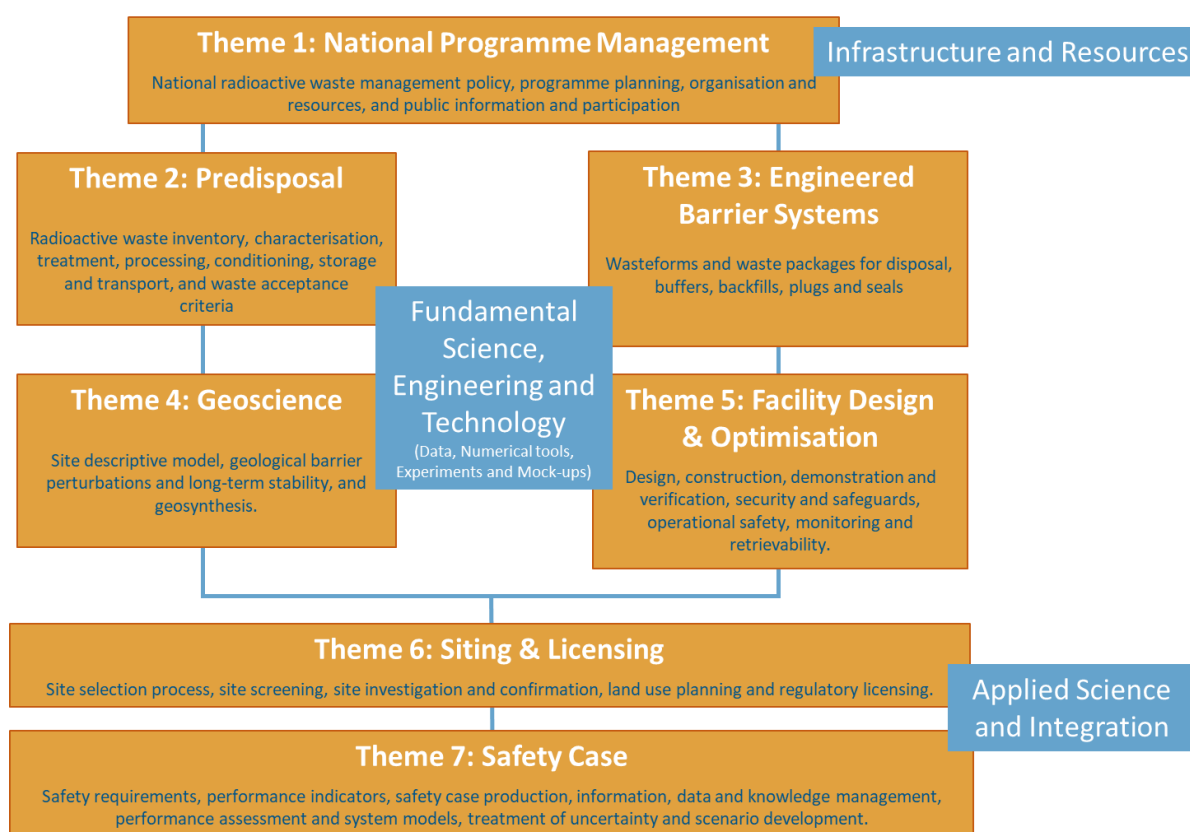 Theme 1: National Programme Management
National radioactive waste management policy, programme planning, organisation and
resources, and public information and participation
Infrastructure and Resources
Theme 2: Predisposal
Radioactive waste inventory, characterisation,
treatment, processing, conditioning, storage
and transport, and waste acceptance
criteria
Theme 3: Engineered
Barrier Systems
Wasteforms and waste packages for disposal,
buffers, backfills, plugs and seals
Fundamental
Science,
Engineering and
Technology
(Data, Numerical tools,
Experiments and Mock-ups)
Theme 4: Geoscience
Site descriptive model, geological barrier
perturbations and long-term stability, and
geosynthesis.
Theme 5: Facility Design
& Optimisation
Design, construction, demonstration and
verification, security and safeguards,
operational safety, monitoring and
retrievability.
Theme 6: Siting & Licensing
Site selection process, site screening, site investigation and confirmation, land use planning and regulatory licensing.
Applied Science
and Integration
Theme 7: Safety Case
Safety requirements, performance indicators, safety case production, information, data and knowledge management,
performance assessment and system models, treatment of uncertainty and scenario development.